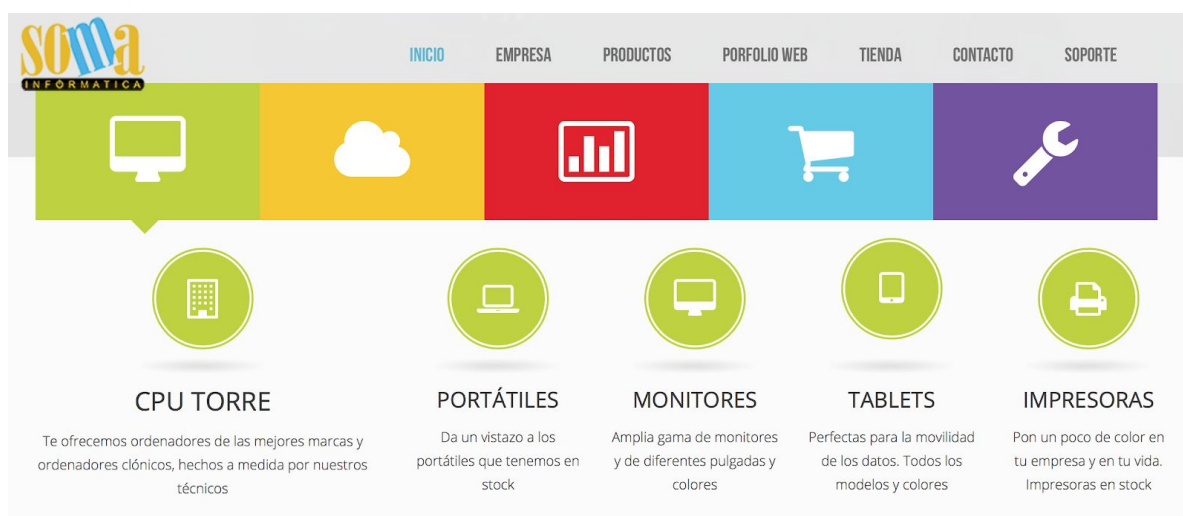 soma
INFÓRMATICA
INICIO EMPRESA PRODUCTOS PORFOLIO WEB TIENDA CONTACTO SOPORTE
CPU TORRE
Te ofrecemos ordenadores de las mejores marcas y
ordenadores clónicos, hechos a medida por nuestros
técnicos
PORTÁTILES
Da un vistazo a los
portátiles que tenemos en
stock
MONITORES
Amplia gama de monitores
y de diferentes pulgadas y
colores
TABLETS
Perfectas para la movilidad
de los datos. Todos los
modelos y colores
IMPRESORAS
Pon un poco de color en
tu empresa y en tu vida.
Impresoras en stock